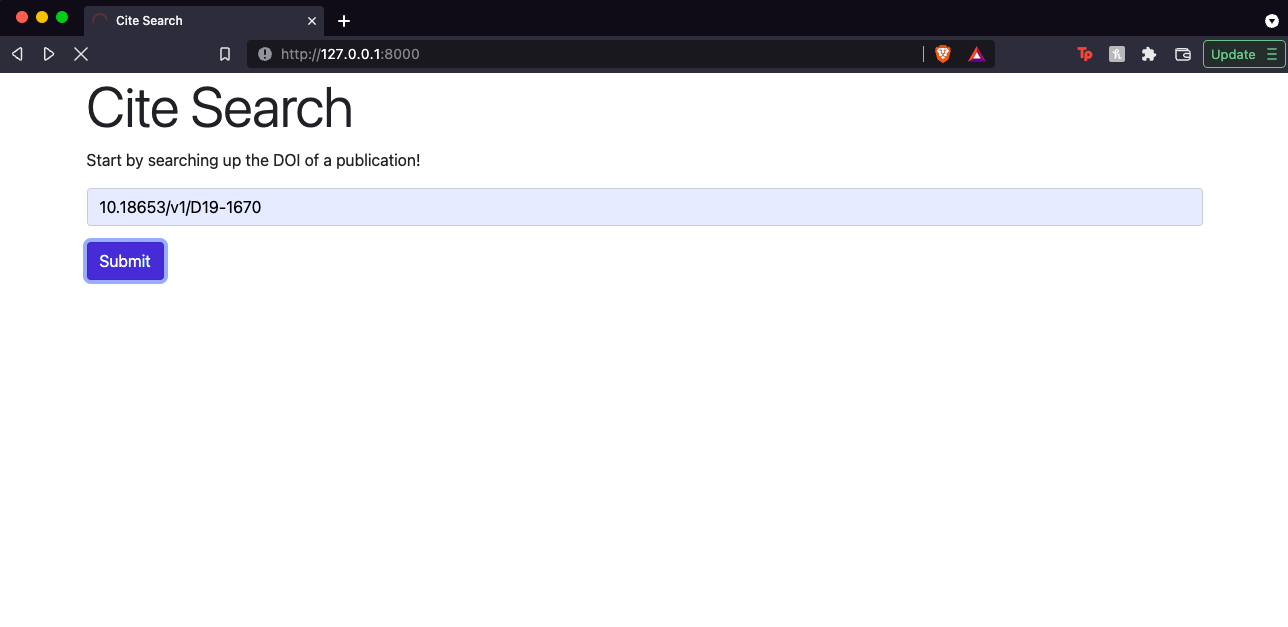 Cite Search
http://127.0.0.1:8000
Tp
Update
Cite Search
Start by searching up the DOI of a publication!
10.18653/v1/D19-1670
Submit